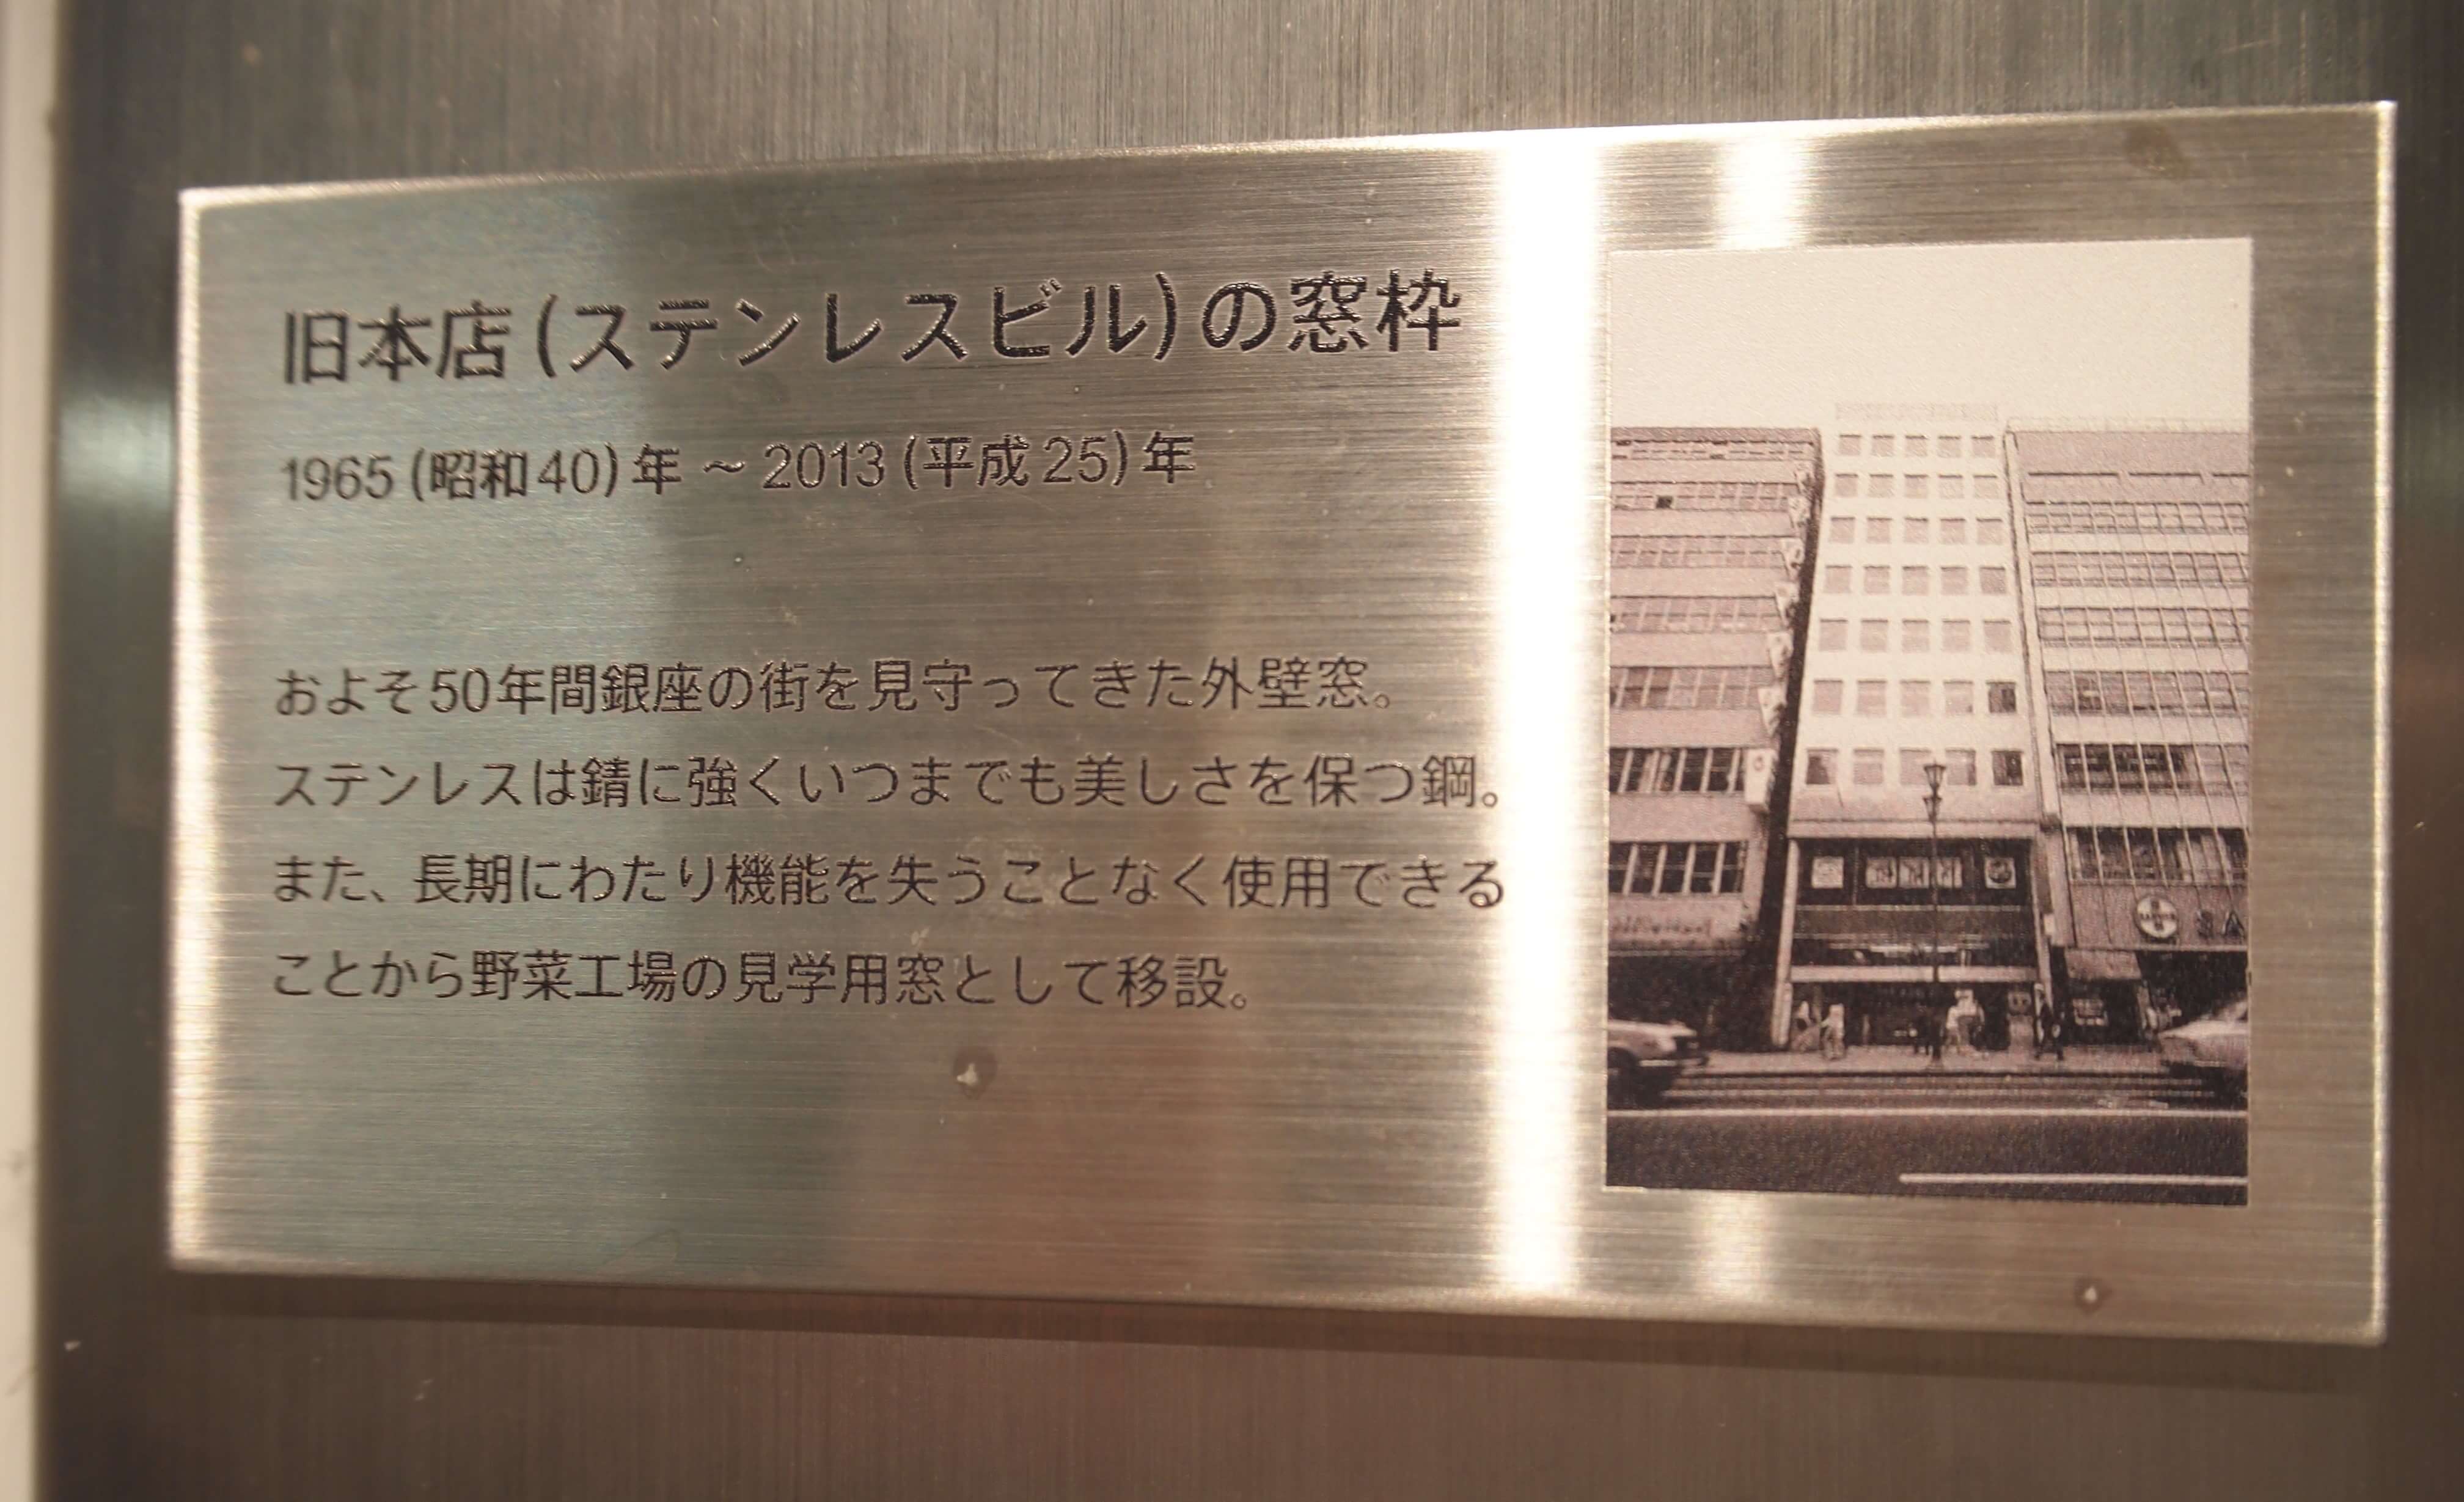 旧本店(ステンレスビル)の窓枠
1965(昭和40)年 ~ 2013(平成25)年
およそ50年間銀座の街を見守ってきた外壁窓。
ステンレスは錆に強くいつまでも美しさを保つ鋼。
また、長期にわたり機能を失うことなく使用できる
ことから野菜工場の見学用窓として移設。